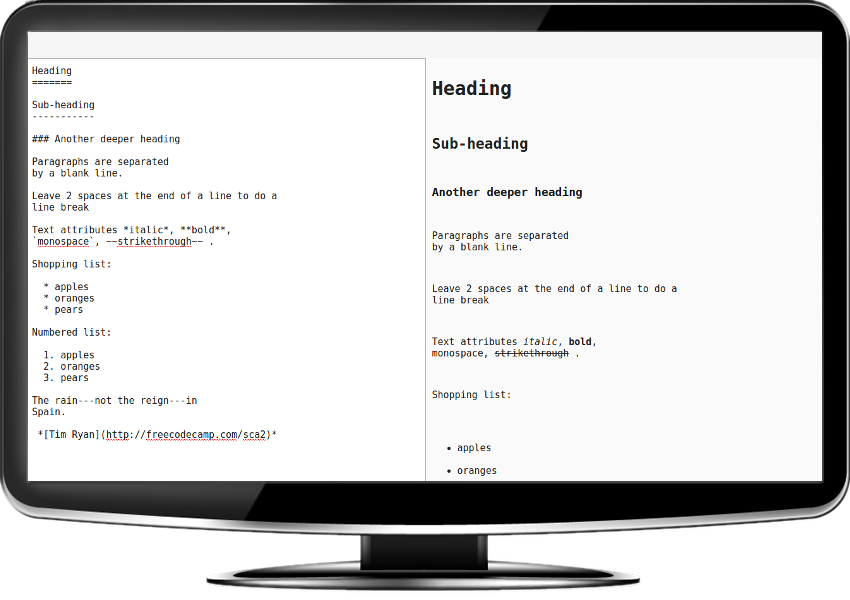 Heading
=======
Sub-heading
-----------
### Another deeper heading
Paragraphs are separated
by a blank line.
Leave 2 spaces at the end of a line to do a
line break
Text attributes *italic*, **bold**,
`monospace`, ~~strikethrough~~ .
Shopping list:
* apples
* oranges
* pears
Numbered list:
1. apples
2. oranges
3. pears
The rain---not the reign---in
Spain.
*[Tim Ryan](http://freecodecamp.com/sca2)*
Heading
Sub-heading
Another deeper heading
Paragraphs are separated
by a blank line.
Leave 2 spaces at the end of a line to do a
line break
Text attributes italic, bold,
monospace, strikethrough .
Shopping list:
• apples
• oranges